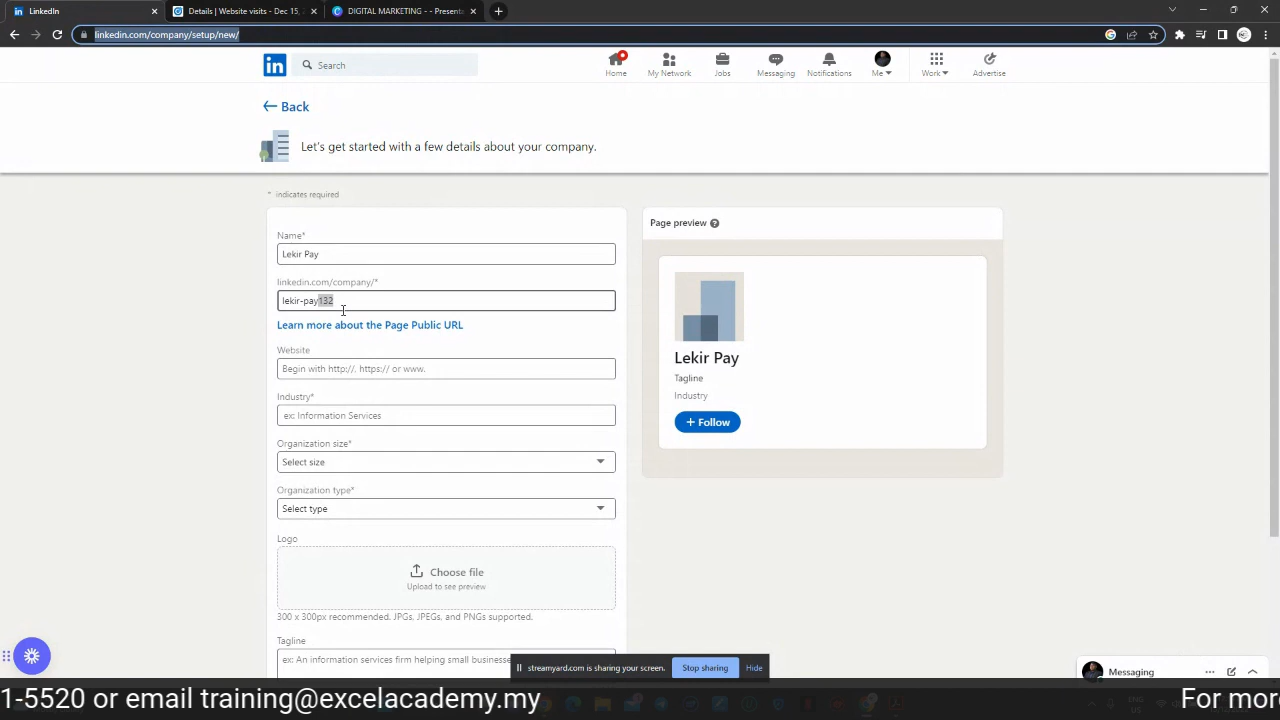 LinkedIn
Details | Website visits - Dec 15,
DIGITAL MARKETING - - Presenta
linkedin.com/company/setup/new/
Search
Home
My Network
Jobs
Messaging
Notifications
Me
Work
Advertise
Back
Let's get started with a few details about your company.
* indicates required
Name*
Lekir Pay
linkedin.com/company/*
lekir-pay132
Learn more about the Page Public URL
Website
Begin with http://, https:// or www.
Industry*
ex: Information Services
Organization size*
Select size
Organization type*
Select type
Logo
Choose file
Upload to see preview
300 x 300px recommended. JPGs, JPEGs, and PNGs supported.
Tagline
ex: An information services firm helping small businesse
Page preview
Lekir Pay
Tagline
Industry
+ Follow
streamyard.com is sharing your screen.
Stop sharing
Hide
Messaging
1-5520 or email training@excelacademy.my
For mor
ENG
US